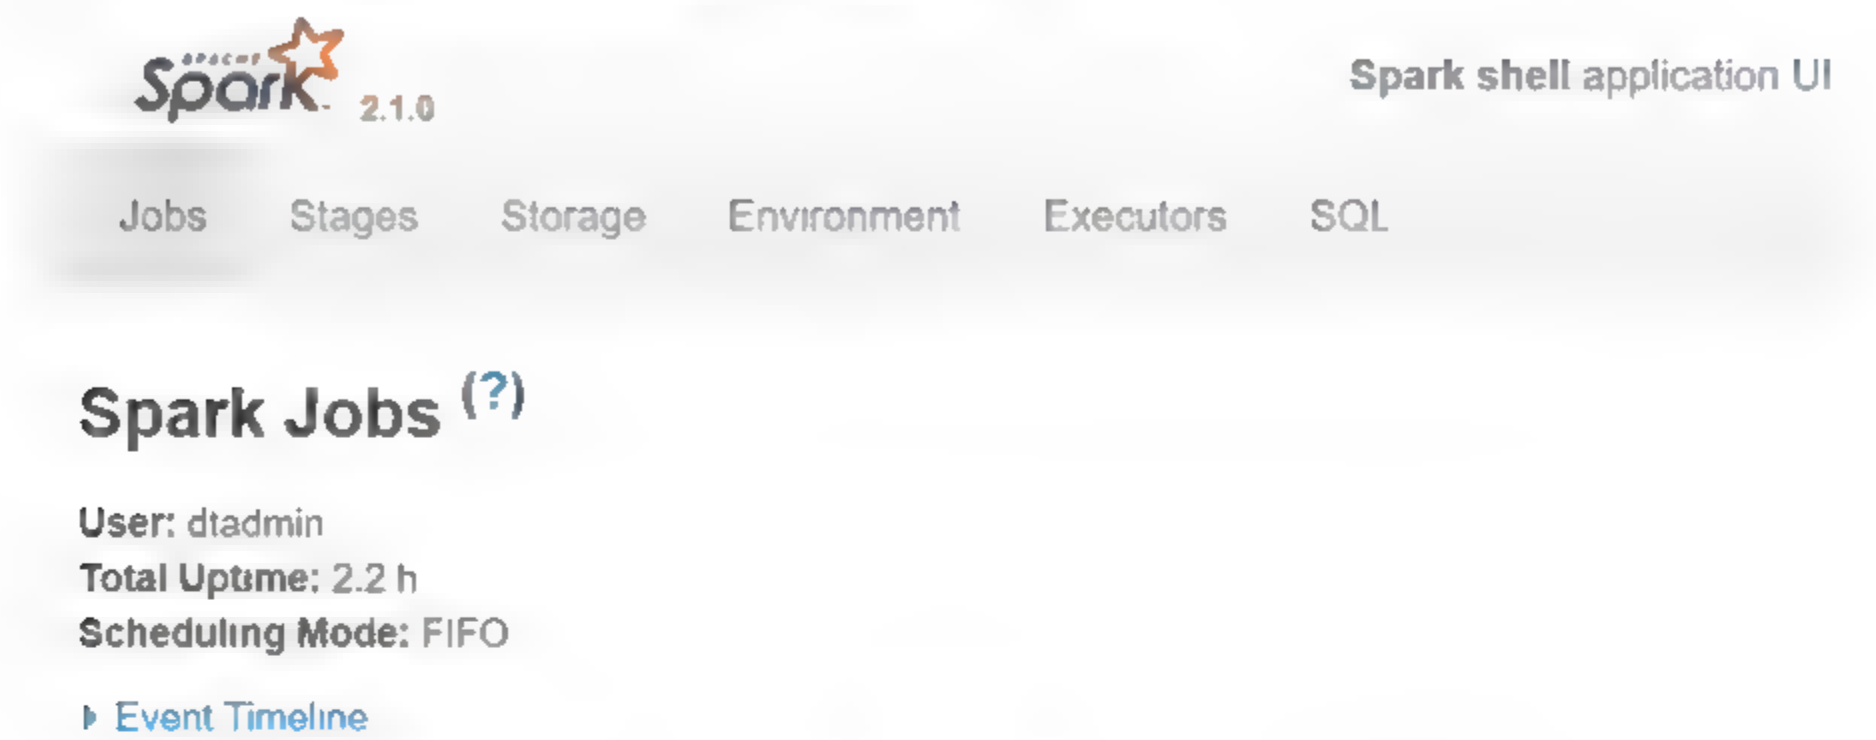 APACHE
Spark 2.1.0
Spark shell application UI
Jobs Stages Storage Environment Executors SQL
Spark Jobs (?)
User: dtadmin
Total Uptime: 2.2 h
Scheduling Mode: FIFO
Event Timeline